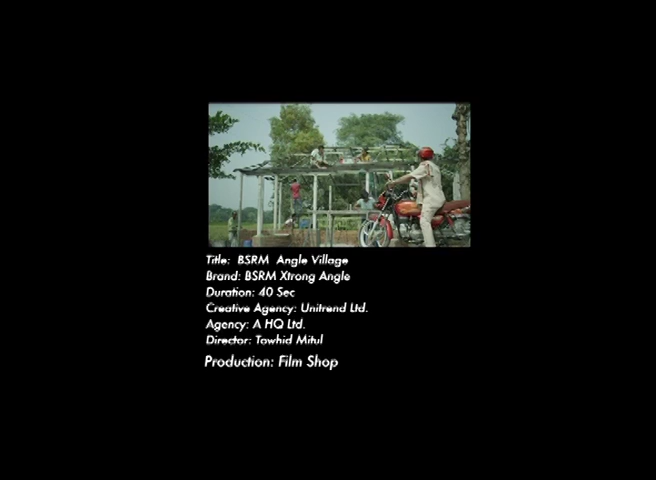 Title: BSRM Angle Village
Brand: BSRM Xtrong Angle
Duration: 40 Sec
Creative Agency: Unitrend Ltd.
Agency: A HQ Ltd.
Director: Towhid Mitul
Production: Film Shop